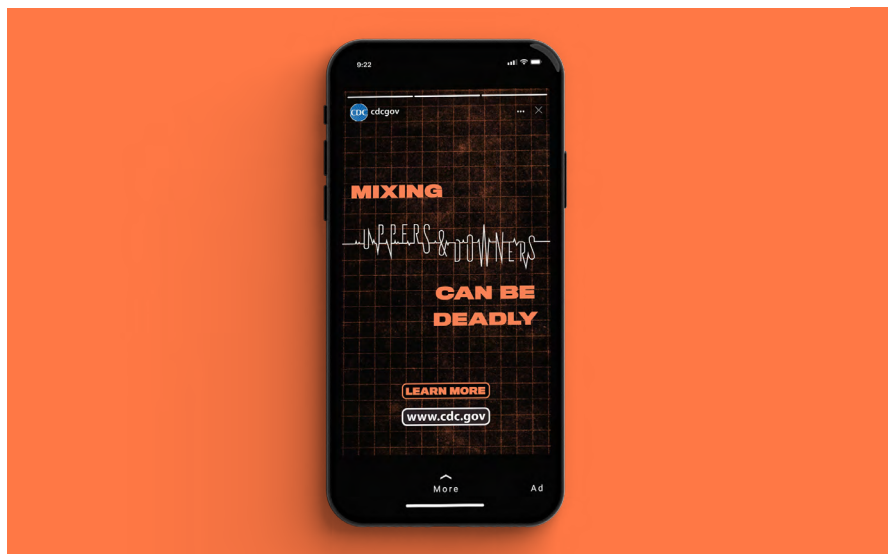 9:22
CDC cdcgov
MIXING
UPPERS & DOWNERS
CAN BE
DEADLY
LEARN MORE
www.cdc.gov
More
Ad